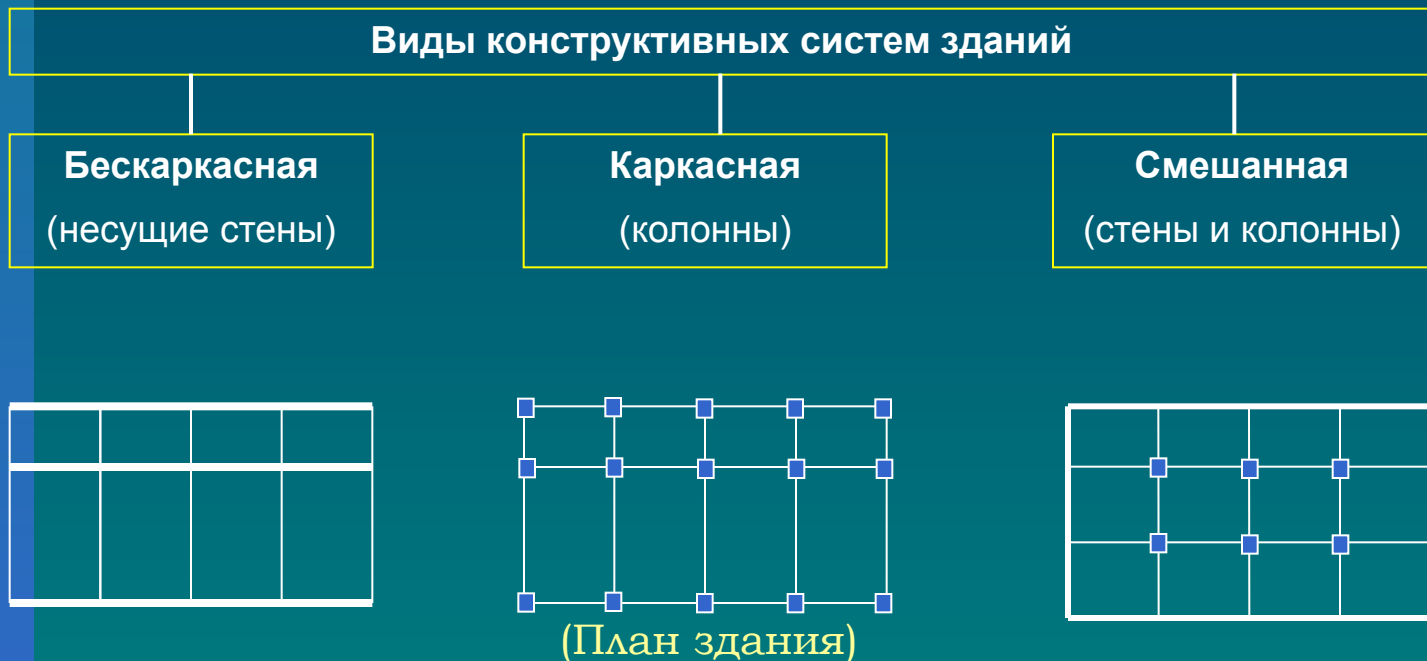 Виды конструктивных систем зданий
Бескаркасная
(несущие стены)
Каркасная
(колонны)
Смешанная
(стены и колонны)
(План здания)